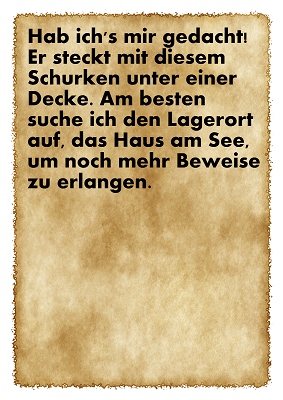 Hab ich's mir gedacht!
Er steckt mit diesem
Schurken unter einer
Decke. Am besten
suche ich den Lagerort
auf, das Haus am See,
um noch mehr Beweise
zu erlangen.